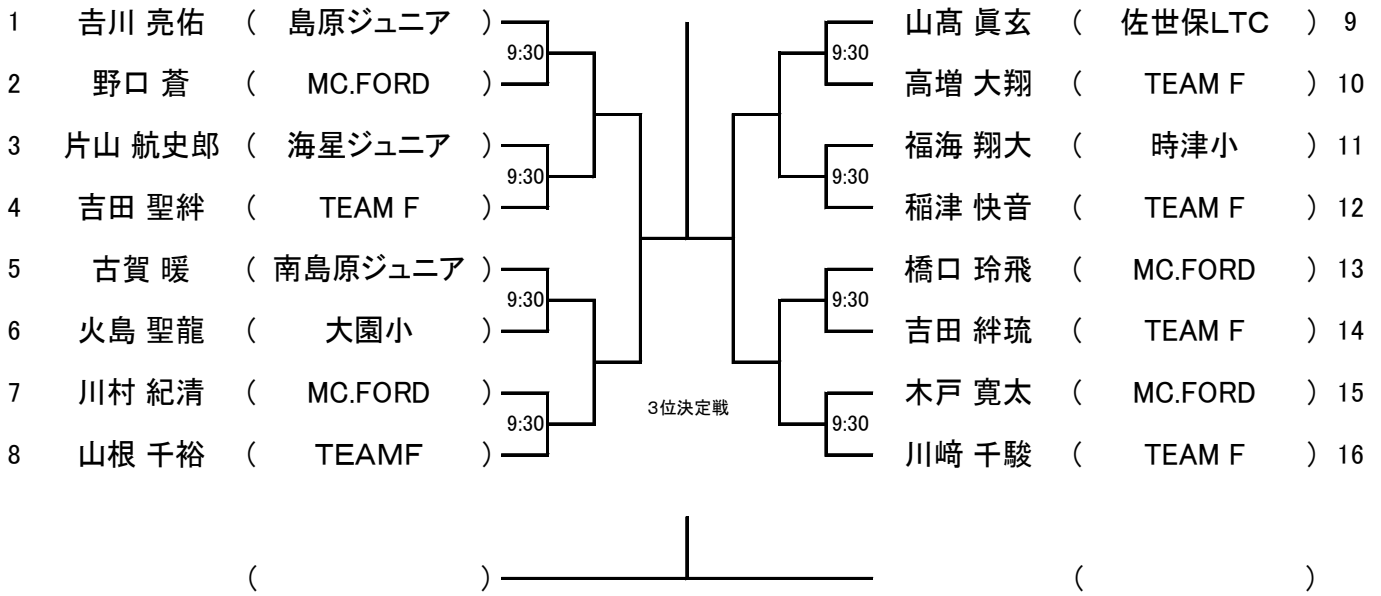 1 𠮷川 亮佑 ( 島原ジュニア ) 山髙 眞玄 ( 佐世保LTC ) 9
9:30 9:30
2 野口 蒼 ( MC.FORD ) 高増 大翔 ( TEAM F ) 10
3 片山 航史郎 ( 海星ジュニア ) 福海 翔大 ( 時津小 ) 11
9:30 9:30
4 吉田 聖絆 ( TEAM F ) 稲津 快音 ( TEAM F ) 12
5 古賀 暖 ( 南島原ジュニア ) 橋口 玲飛 ( MC.FORD ) 13
9:30 9:30
6 火島 聖龍 ( 大園小 ) 吉田 絆琉 ( TEAM F ) 14
7 川村 紀清 ( MC.FORD ) 木戸 寛太 ( MC.FORD ) 15
3位決定戦
9:30 9:30
8 山根 千裕 ( TEAMF ) 川﨑 千駿 ( TEAM F ) 16
( ) ( )